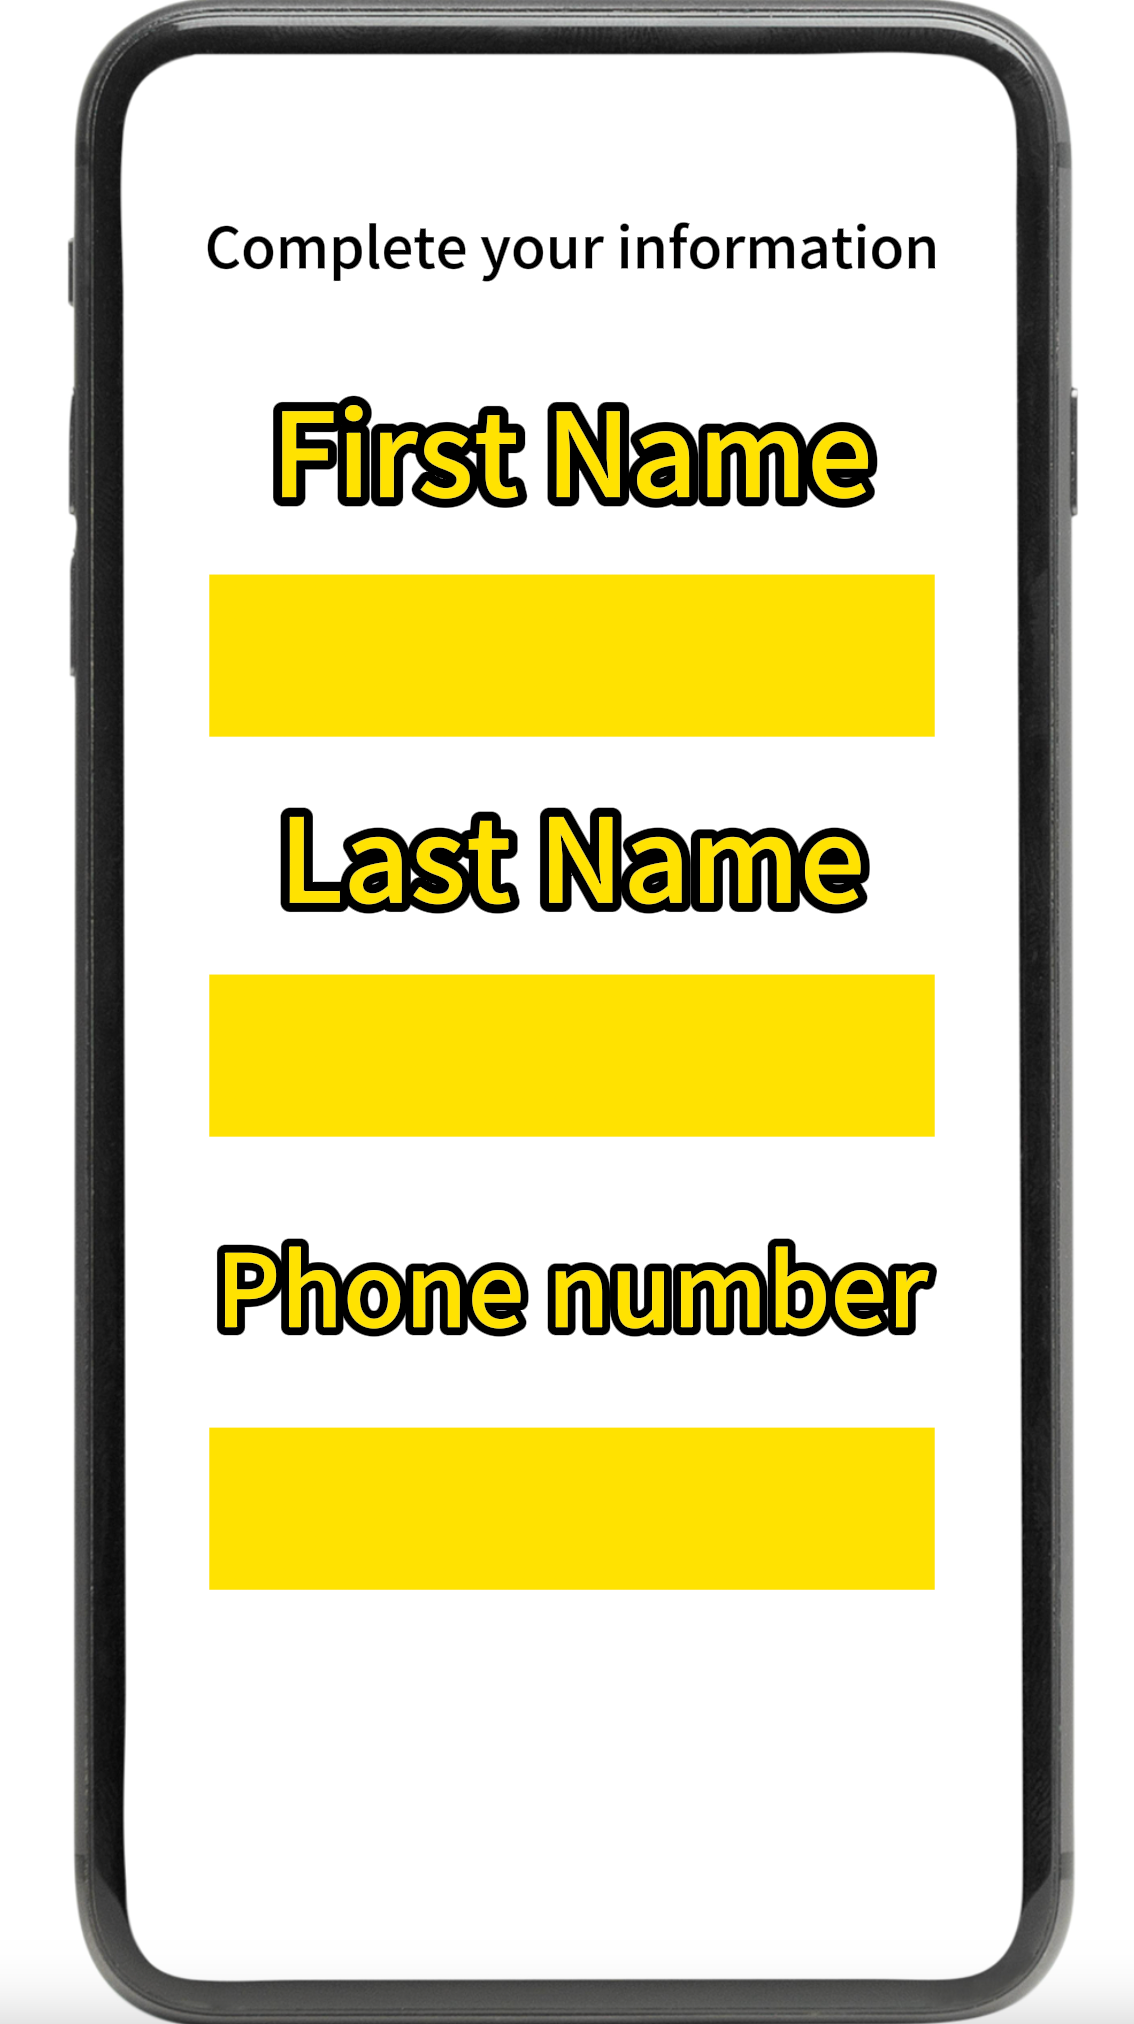 Complete your information
First Name
Last Name
Phone number